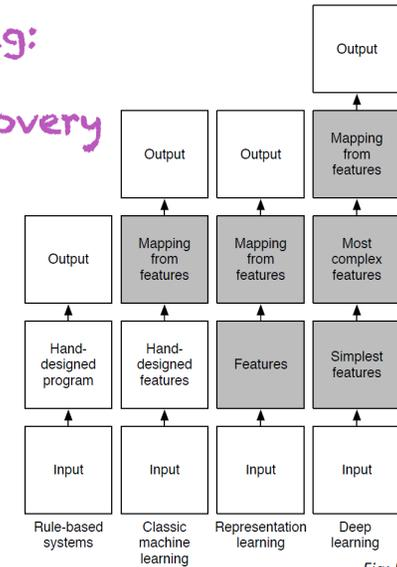 g:
overy
Output
Output
Output
Mapping
from
features
Output
Mapping
from
features
Mapping
from
features
Most
complex
features
Hand-
designed
program
Hand-
designed
features
Features
Simplest
features
Input
Input
Input
Input
Rule-based
systems
Classic
machine
learning
Representation
learning
Deep
learning